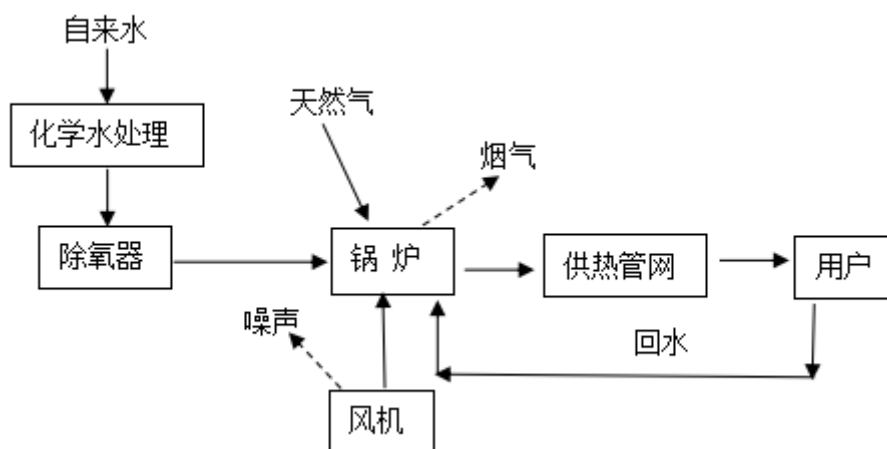 自来水
天然气
化学水处理
烟气
除氧器
锅 炉
供热管网
用户
噪声
回水
风机